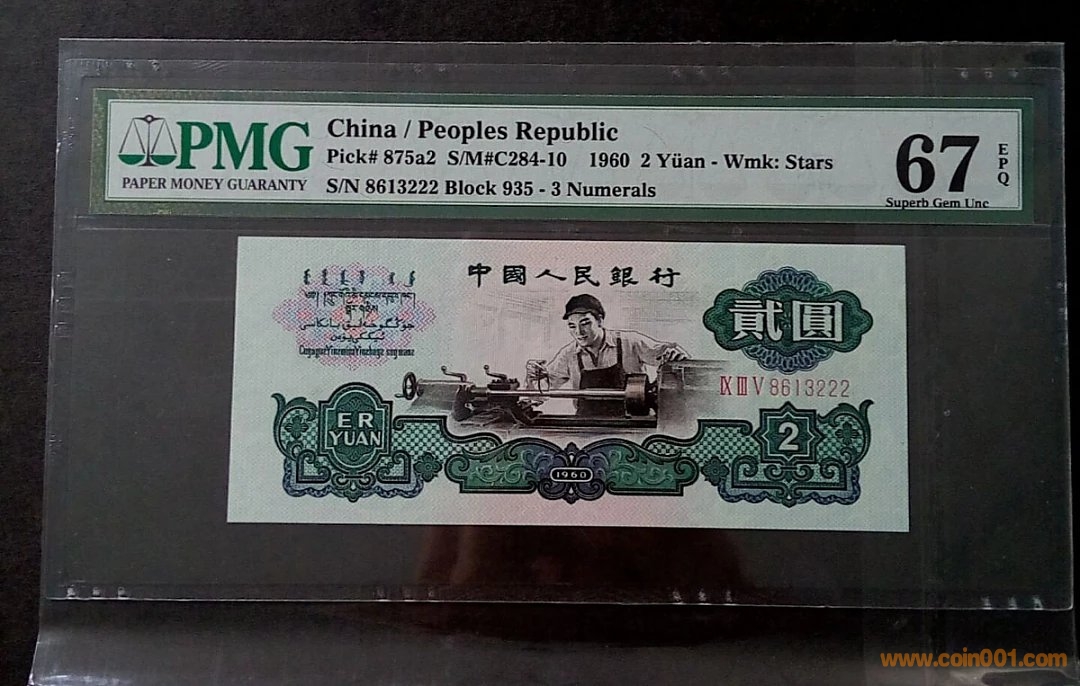 PMG
PAPER MONEY GUARANTY
China / Peoples Republic
Pick# 875a2 S/M#C284-10 1960 2 Yüan - Wmk: Stars
S/N 8613222 Block 935 - 3 Numerals
67
EPQ
Superb Gem Unc
中國人民銀行
貳圓
IX III V 8613222
ER
YUAN
2
1960
www.coin001.com